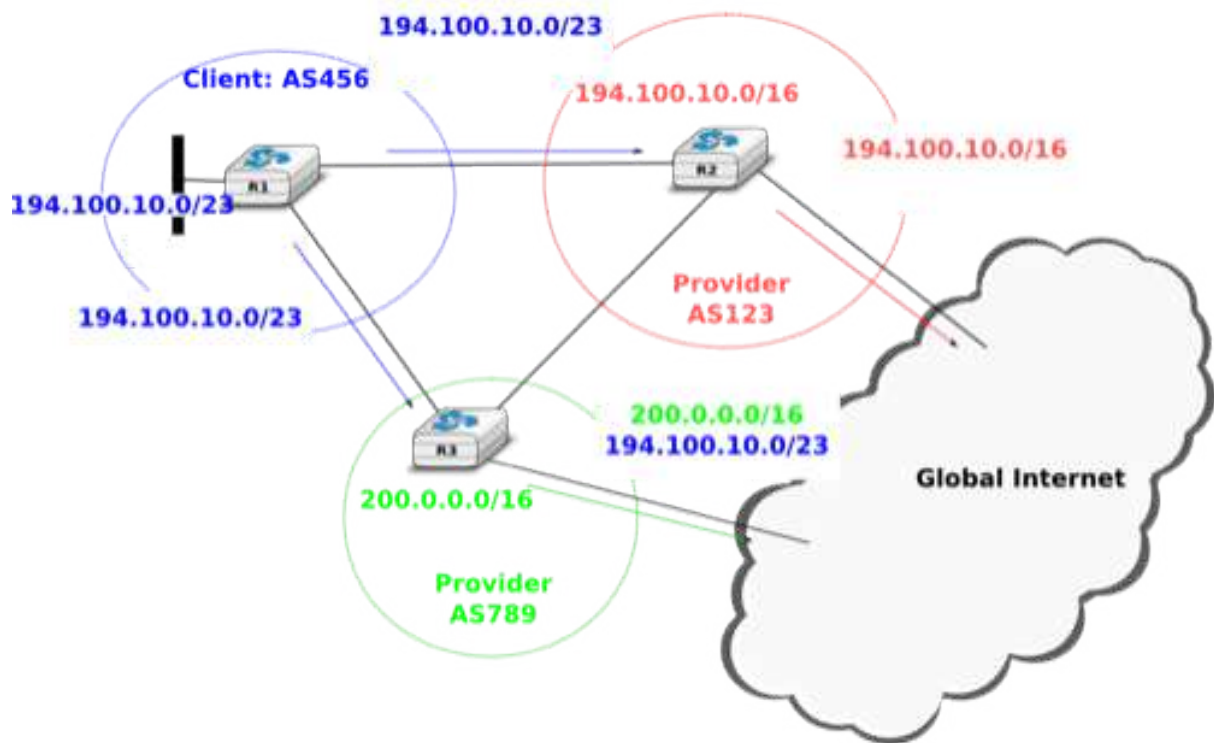 194.100.10.0/23
Client: AS456
194.100.10.0/16
194.100.10.0/16
R1
R2
194.100.10.0/23
Provider
AS123
194.100.10.0/23
200.0.0.0/16
194.100.10.0/23
R3
200.0.0.0/16
Global Internet
Provider
AS789